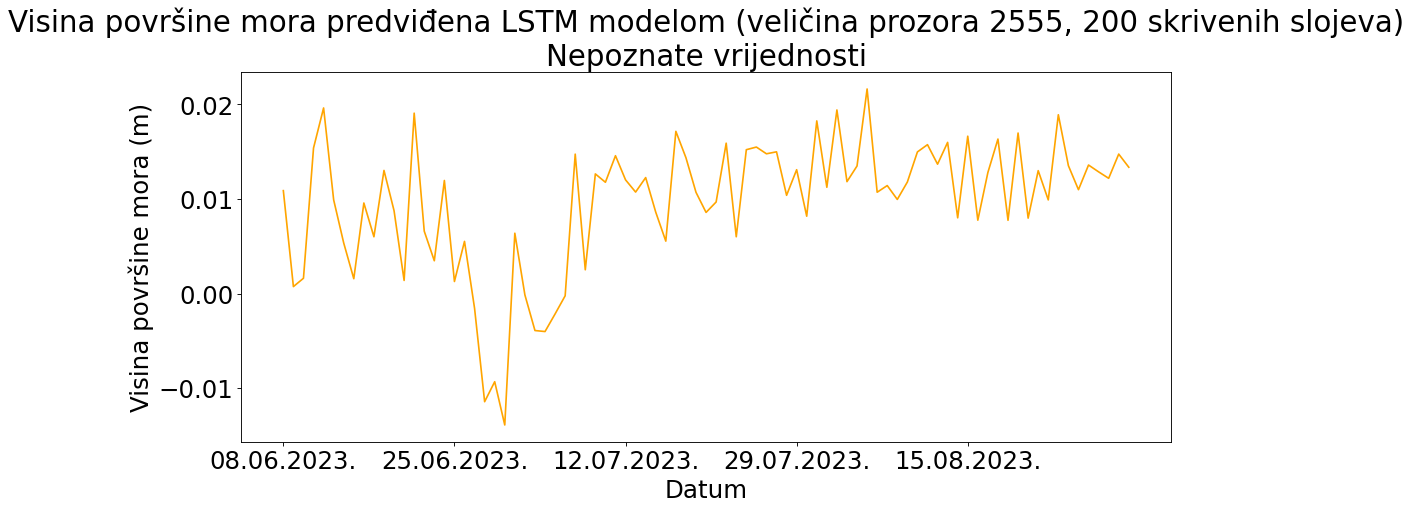 Visina površine mora predviđena LSTM modelom (veličina prozora 2555, 200 skrivenih slojeva)
Nepoznate vrijednosti
Visina površine mora (m)
0.02
0.01
0.00
−0.01
08.06.2023. 25.06.2023. 12.07.2023. 29.07.2023. 15.08.2023.
Datum